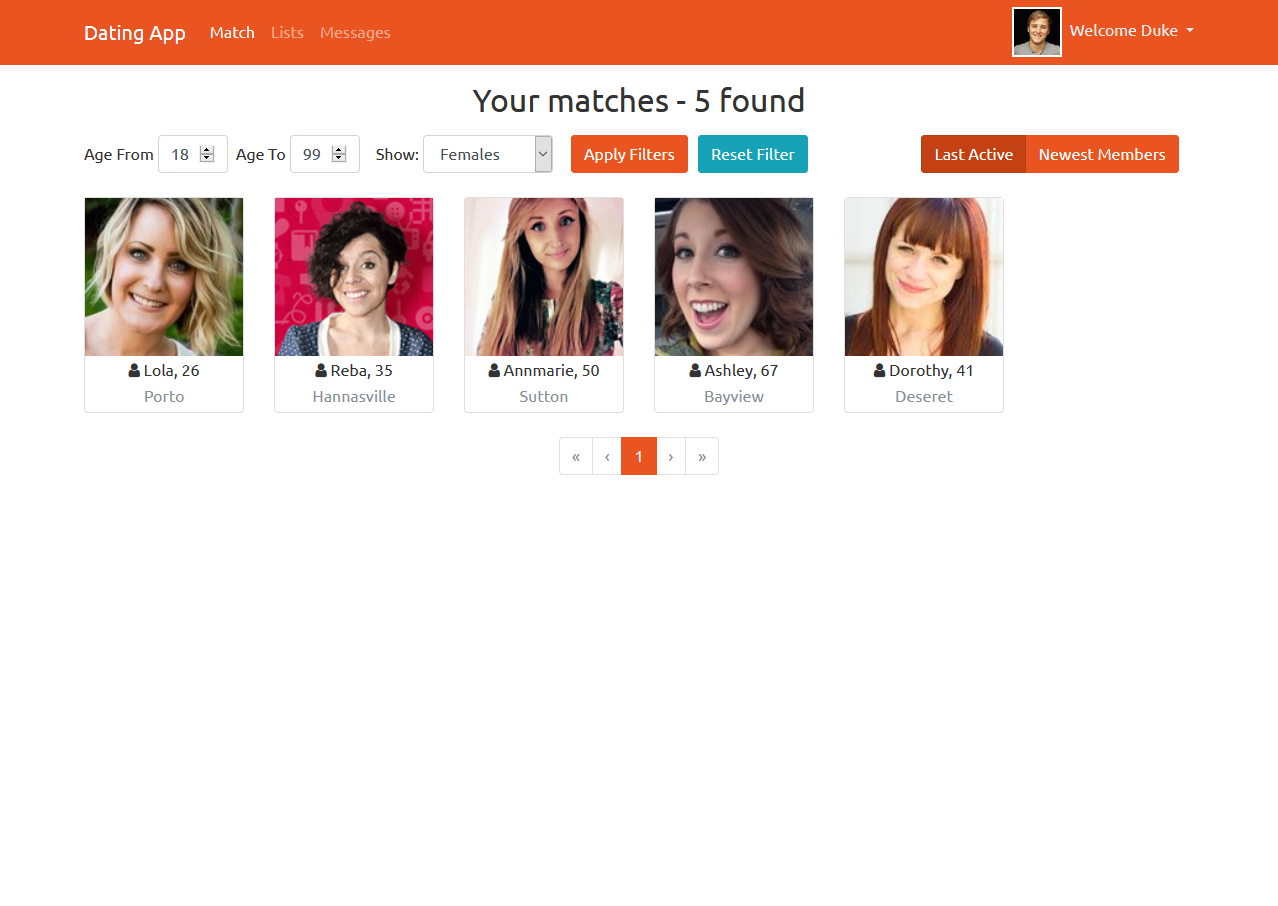 Dating App Match Lists Messages Welcome Duke
Your matches - 5 found
Age From 18 Age To 99 Show: Females Apply Filters Reset Filter Last Active Newest Members
Lola, 26 Reba, 35 Annmarie, 50 Ashley, 67 Dorothy, 41
Porto Hannasville Sutton Bayview Deseret
« ‹ 1 › »